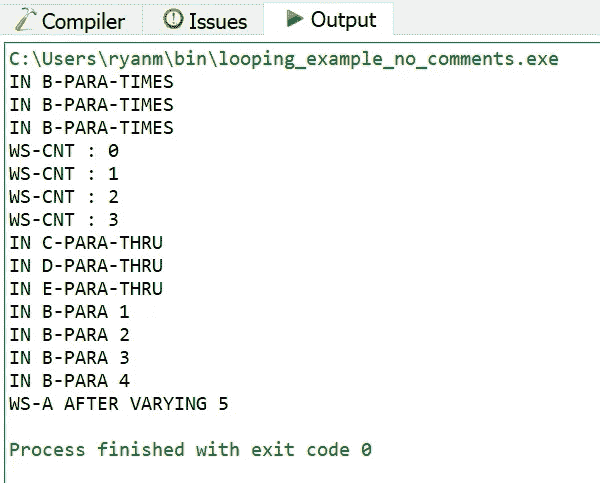 Compiler Issues Output
C:\Users\ryanm\bin\looping_example_no_comments.exe
IN B-PARA-TIMES
IN B-PARA-TIMES
IN B-PARA-TIMES
WS-CNT : 0
WS-CNT : 1
WS-CNT : 2
WS-CNT : 3
IN C-PARA-THRU
IN D-PARA-THRU
IN E-PARA-THRU
IN B-PARA 1
IN B-PARA 2
IN B-PARA 3
IN B-PARA 4
WS-A AFTER VARYING 5
Process finished with exit code 0